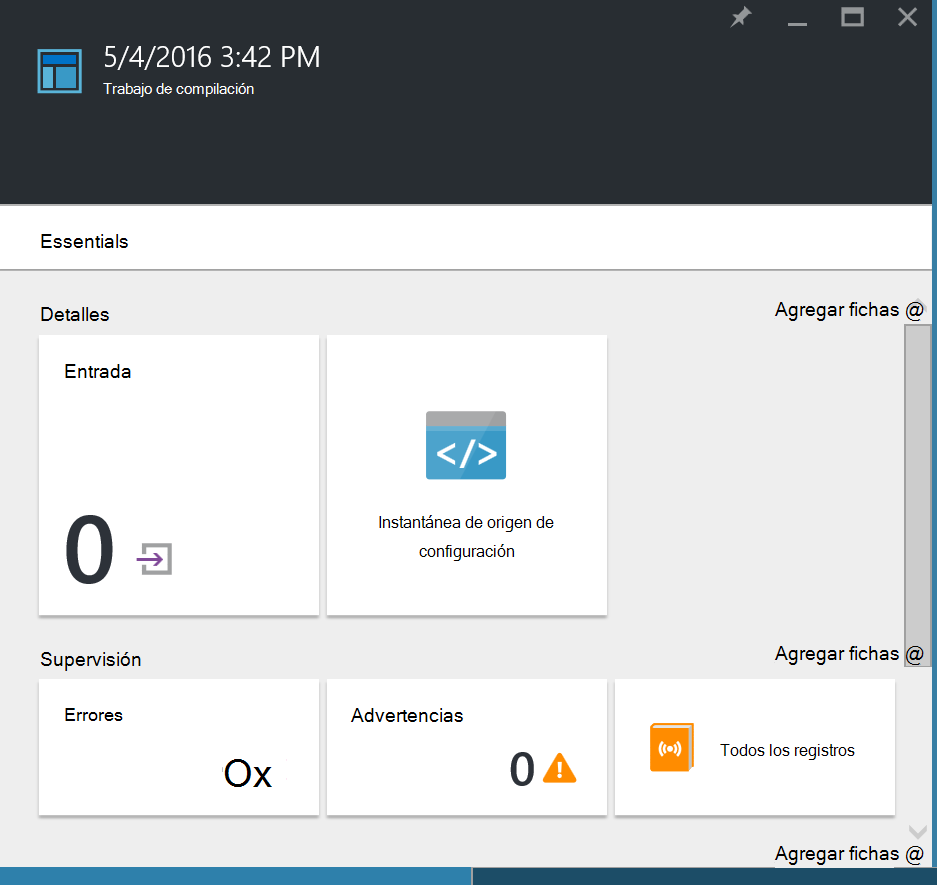 5/4/2016 3:42 PM
Trabajo de compilación
Essentials
Detalles
Agregar fichas @
Entrada
0
</>
Instantánea de origen de
configuración
Supervisión
Agregar fichas @
Errores
Ox
Advertencias
0
Todos los registros
Agregar fichas @